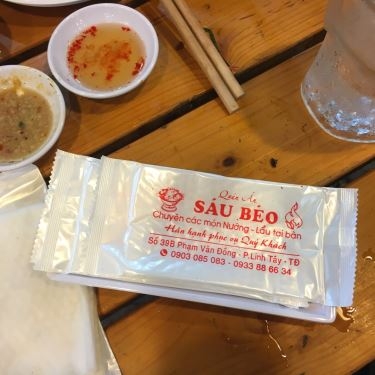 Quán Ăn
SÁU BÉO
Chuyên các món Nướng - Lẩu tại bàn
Hân hạnh phục vụ Quý Khách
Số 39B Phạm Văn Đồng - P.Linh Tây - TĐ
0903 085 083 - 0933 88 66 34